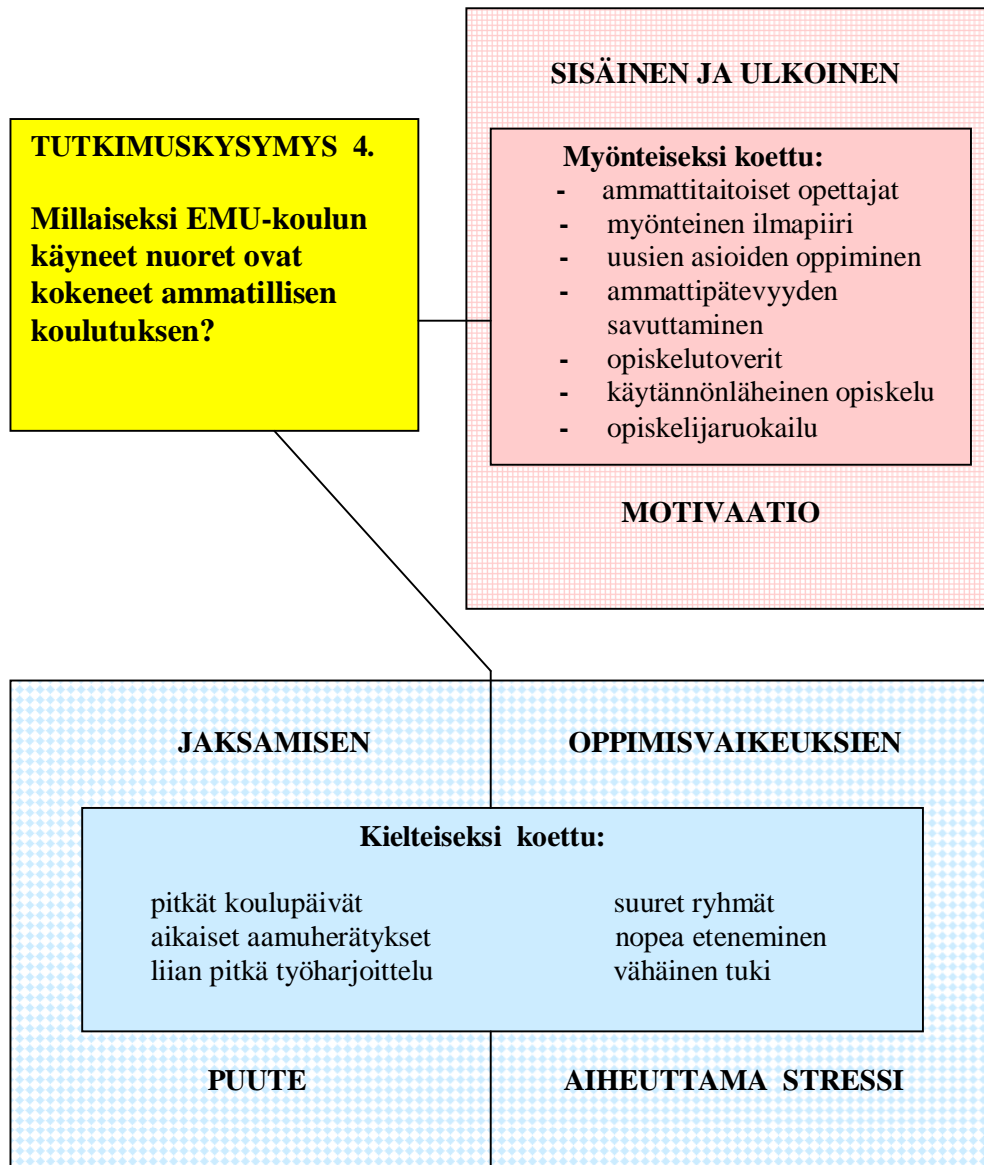 SISÄINEN JA ULKOINEN
TUTKIMUSKYSYMYS 4.
Millaiseksi EMU-koulun
käyneet nuoret ovat
kokeneet ammatillisen
koulutuksen?
Myönteiseksi koettu:
- ammattitaitoiset opettajat
- myönteinen ilmapiiri
- uusien asioiden oppiminen
- ammattipätevyyden
savuttaminen
- opiskelutoverit
- käytännönläheinen opiskelu
- opiskelijaruokailu
MOTIVAATIO
JAKSAMISEN
OPPIMISVAIKEUKSIEN
Kielteiseksi koettu:
pitkät koulupäivät
aikaiset aamuherätykset
liian pitkä työharjoittelu
suuret ryhmät
nopea eteneminen
vähäinen tuki
PUUTE
AIHEUTTAMA STRESSI